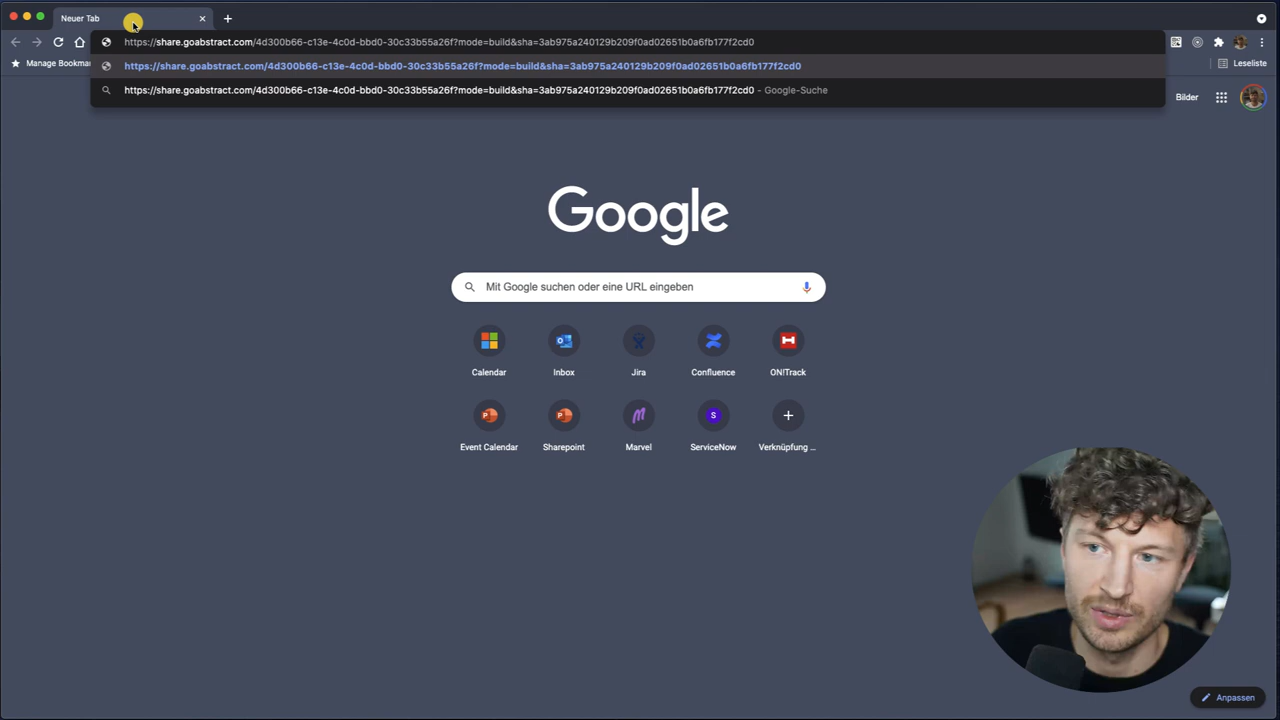 Neuer Tab
https://share.goabstract.com/4d300b66-c13e-4c0d-bbd0-30c33b55a26f?mode=build&sha=3ab975a240129b209f0ad02651b0a6fb177f2cd0
Manage Bookmar
https://share.goabstract.com/4d300b66-c13e-4c0d-bbd0-30c33b55a26f?mode=build&sha=3ab975a240129b209f0ad02651b0a6fb177f2cd0
Leseliste
https://share.goabstract.com/4d300b66-c13e-4c0d-bbd0-30c33b55a26f?mode=build&sha=3ab975a240129b209f0ad02651b0a6fb177f2cd0 - Google-Suche
Bilder
Google
Mit Google suchen oder eine URL eingeben
Calendar Inbox Jira Confluence ON!Track
S
Event Calendar Sharepoint Marvel ServiceNow Verknüpfung ...
Anpassen